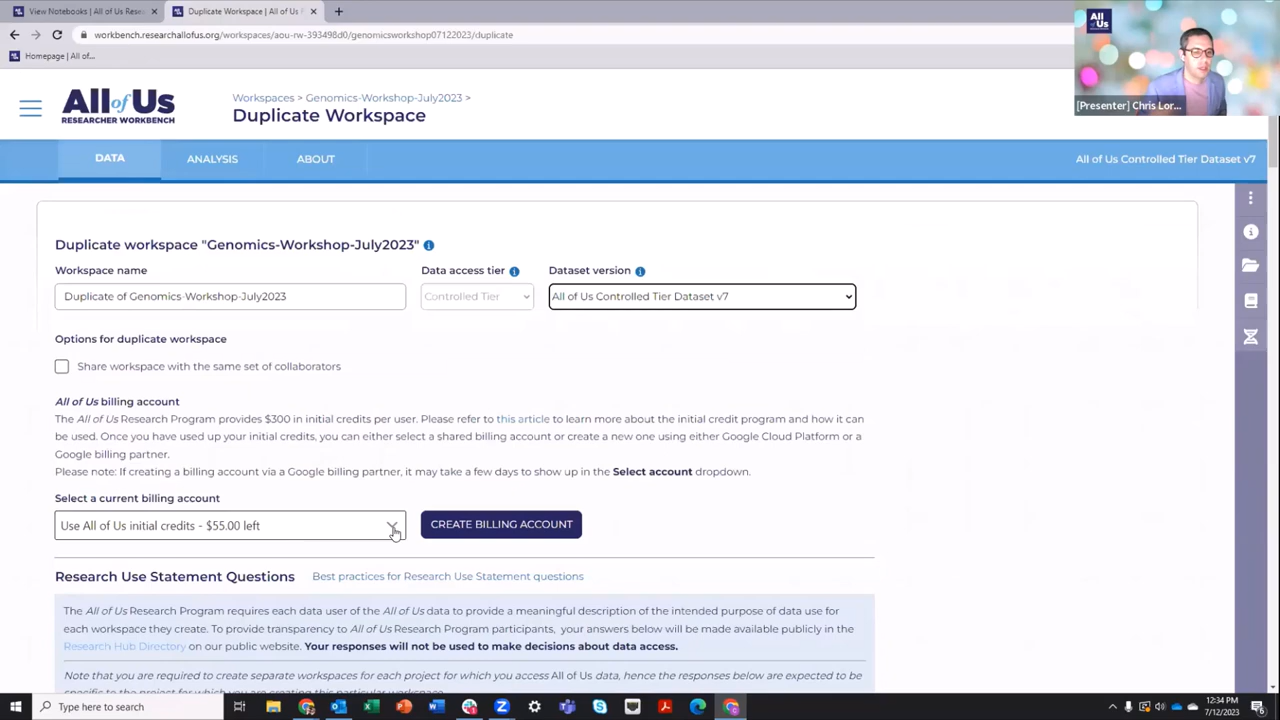 View Notebooks | All of Us Rese
Duplicate Workspace | All of Us R
workbench.researchallofus.org/workspaces/aou-rw-393498d0/genomicsworkshop07122023/duplicate
Homepage | All of...
All of Us
RESEARCHER WORKBENCH
Workspaces > Genomics-Workshop-July2023 >
Duplicate Workspace
All of Us
[Presenter] Chris Lor...
DATA
ANALYSIS
ABOUT
All of Us Controlled Tier Dataset v7
Duplicate workspace "Genomics-Workshop-July2023"
Workspace name
Data access tier
Dataset version
Duplicate of Genomics-Workshop-July2023
Controlled Tier
All of Us Controlled Tier Dataset v7
Options for duplicate workspace
Share workspace with the same set of collaborators
All of Us billing account
The All of Us Research Program provides $300 in initial credits per user. Please refer to this article to learn more about the initial credit program and how it can
be used. Once you have used up your initial credits, you can either select a shared billing account or create a new one using either Google Cloud Platform or a
Google billing partner.
Please note: If creating a billing account via a Google billing partner, it may take a few days to show up in the Select account dropdown.
Select a current billing account
Use All of Us initial credits - $55.00 left
CREATE BILLING ACCOUNT
Research Use Statement Questions
Best practices for Research Use Statement questions
The All of Us Research Program requires each data user of the All of Us data to provide a meaningful description of the intended purpose of data use for
each workspace they create. To provide transparency to All of Us Research Program participants, your answers below will be made available publicly in the
Research Hub Directory on our public website. Your responses will not be used to make decisions about data access.
Note that you are required to create separate workspaces for each project for which you access All of Us data, hence the responses below are expected to be
specific to the project for which you are creating this particular workspace.
Type here to search
12:34 PM
7/12/2023
6